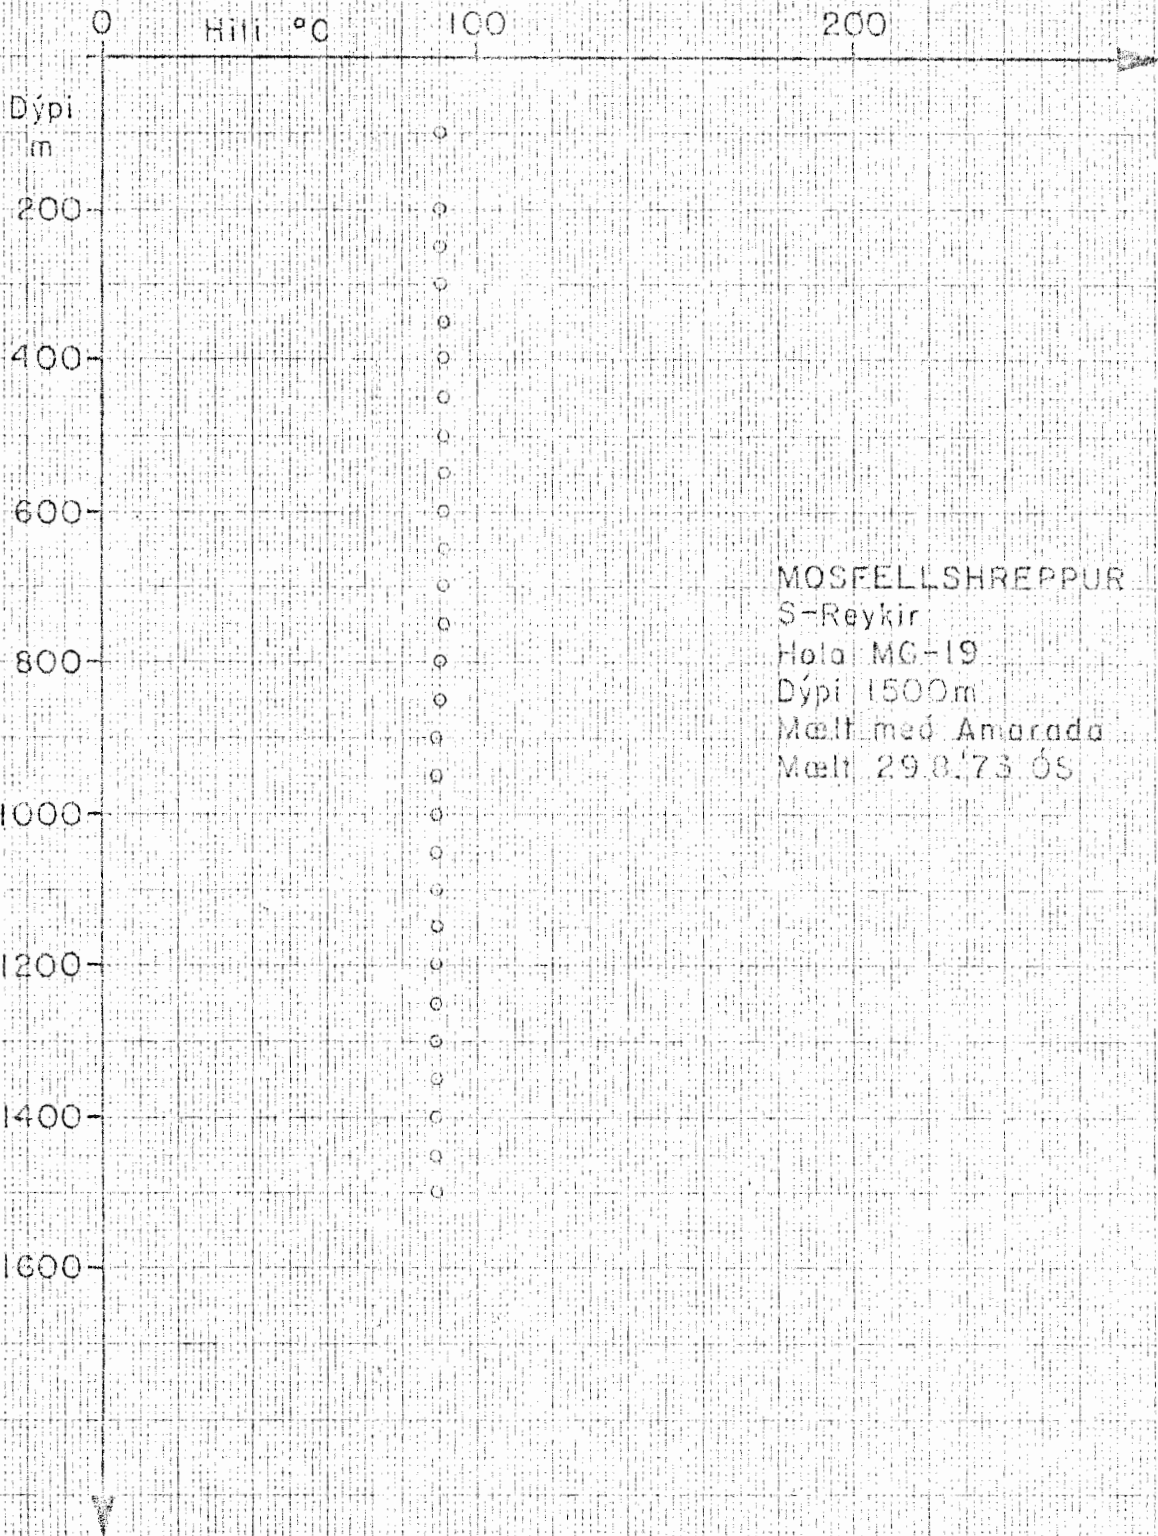 0 Hiti °C 100 200
Dýpi
m
200
400
600
800
1000
1200
1400
1600
MOSFELLSHREPPUR
S-Reykir
Hola MG-19
Dýpi 1500m
Mælt með Amarada
Mælt 29.8.'73 ÓS